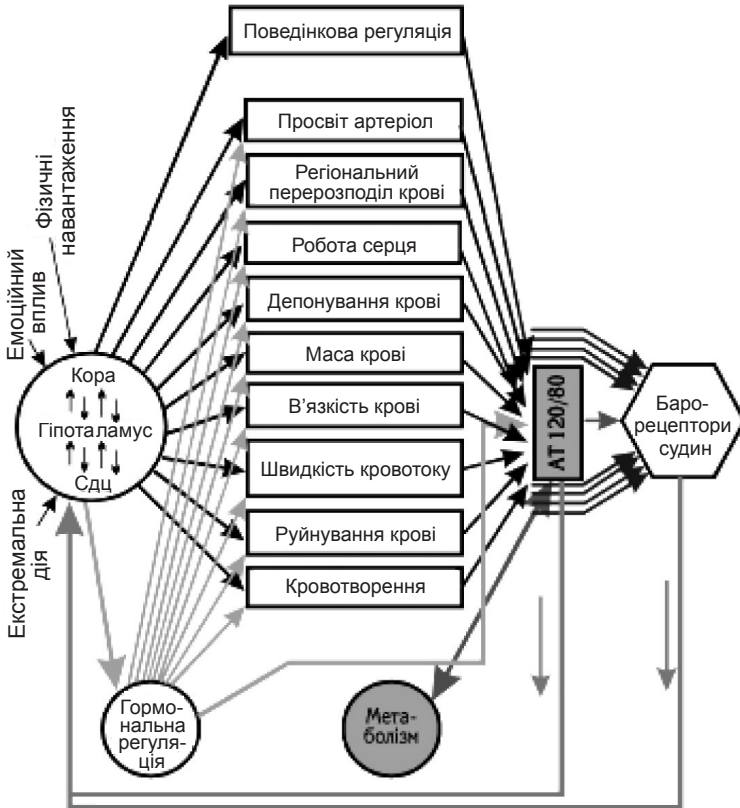 Поведінкова регуляція
Просвіт артеріол
Регіональний
перерозподіл крові
Робота серця
Депонування крові
Маса крові
В’язкість крові
Швидкість кровотоку
Руйнування крові
Кровотворення
Фізичні
навантаження
Емоційний
вплив
Екстремальна
дія
Кора
Гіпоталамус
Сдц
Гормо-
нальна
регуля-
ція
Мета-
болізм
АТ 120/80
Баро-
рецептори
судин